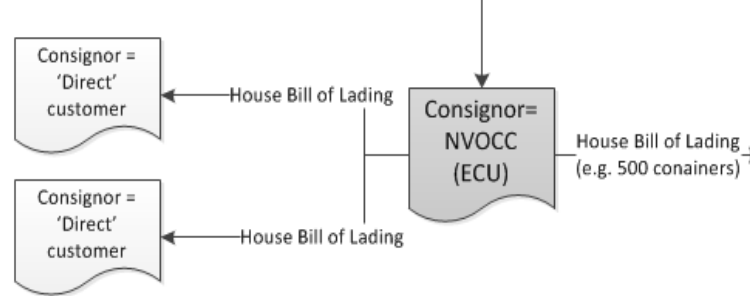 Consignor =
'Direct'
customer
House Bill of Lading
Consignor=
NVOCC
(ECU)
House Bill of Lading
(e.g. 500 conainers)
Consignor =
'Direct'
customer
House Bill of Lading